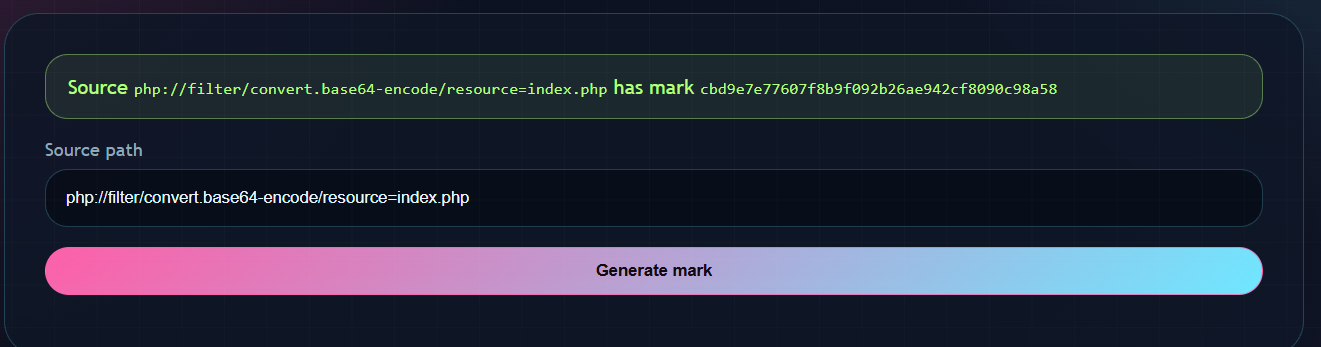 Source php://filter/convert.base64-encode/resource=index.php has mark cbd9e7e77607f8b9f092b26ae942cf8090c98a58
Source path
php://filter/convert.base64-encode/resource=index.php
Generate mark